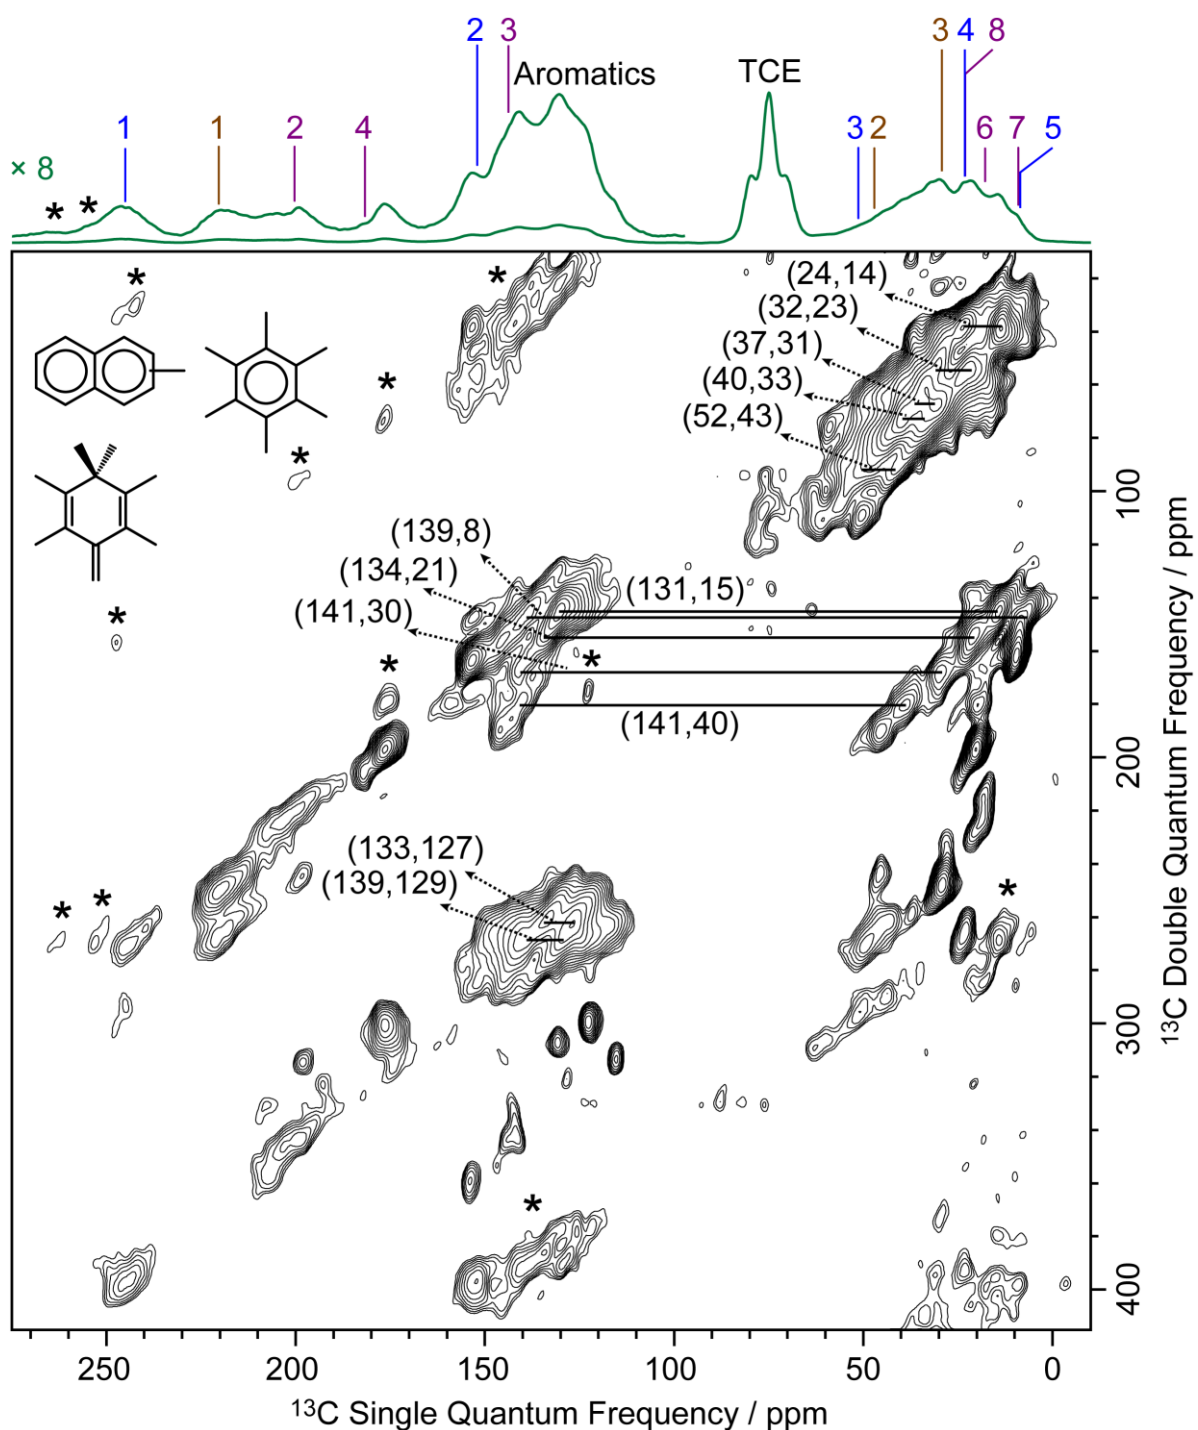 2 3 3 4 8
Aromatics TCE
1 1 2 4 3 2 6 7 5
× 8
* *
* * (24,14)
(32,23)
* (37,31)
(40,33)
* (52,43)
100
(139,8)
(134,21) (131,15)
(141,30)
* * *
(141,40)
200
(133,127)
* * (139,129) *
300
*
400
250 200 150 100 50 0
13C Single Quantum Frequency / ppm
13C Double Quantum Frequency / ppm